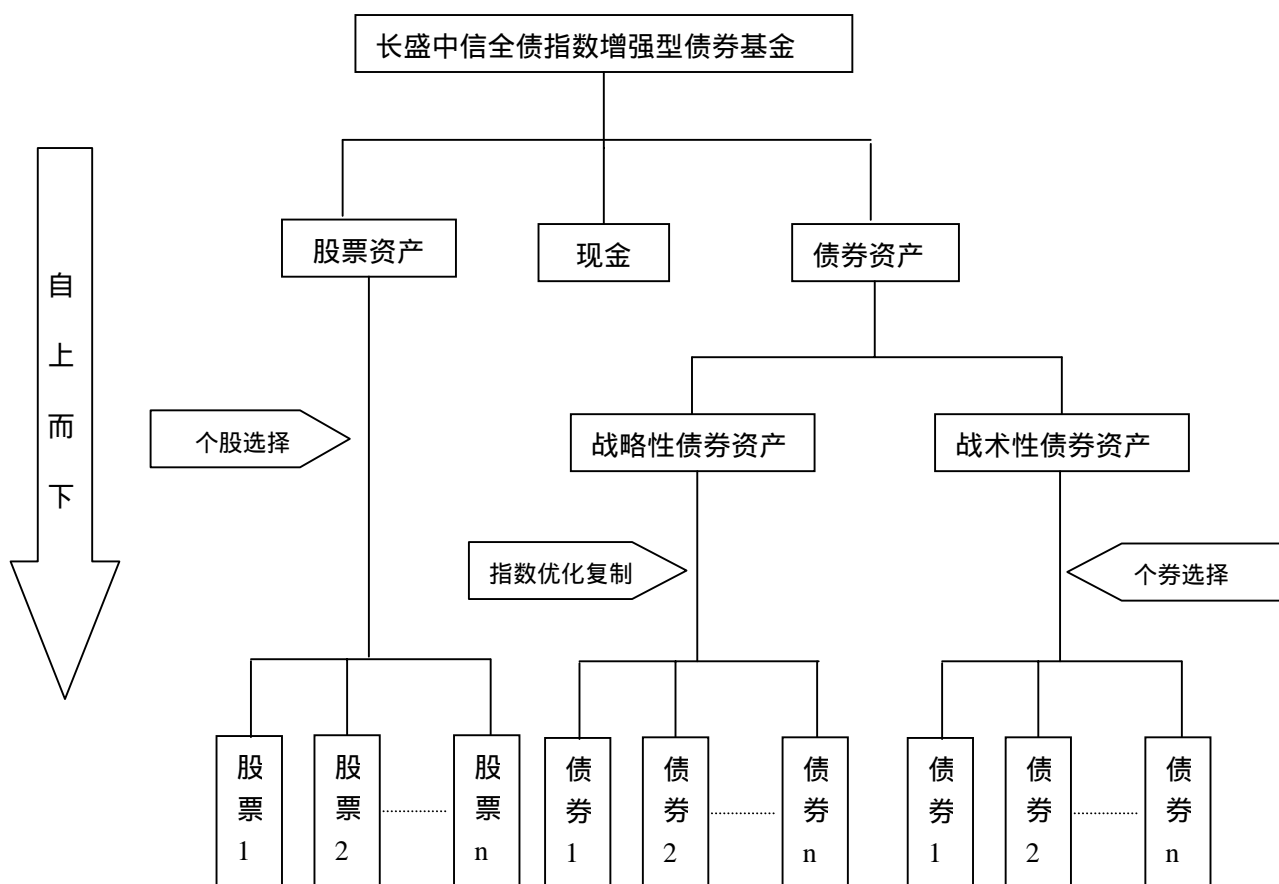 长盛中信全债指数增强型债券基金
股票资产
现金
债券资产
自上而下
个股选择
战略性债券资产
战术性债券资产
指数优化复制
个券选择
股票1
股票2
股票n
债券1
债券2
债券n
债券1
债券2
债券n